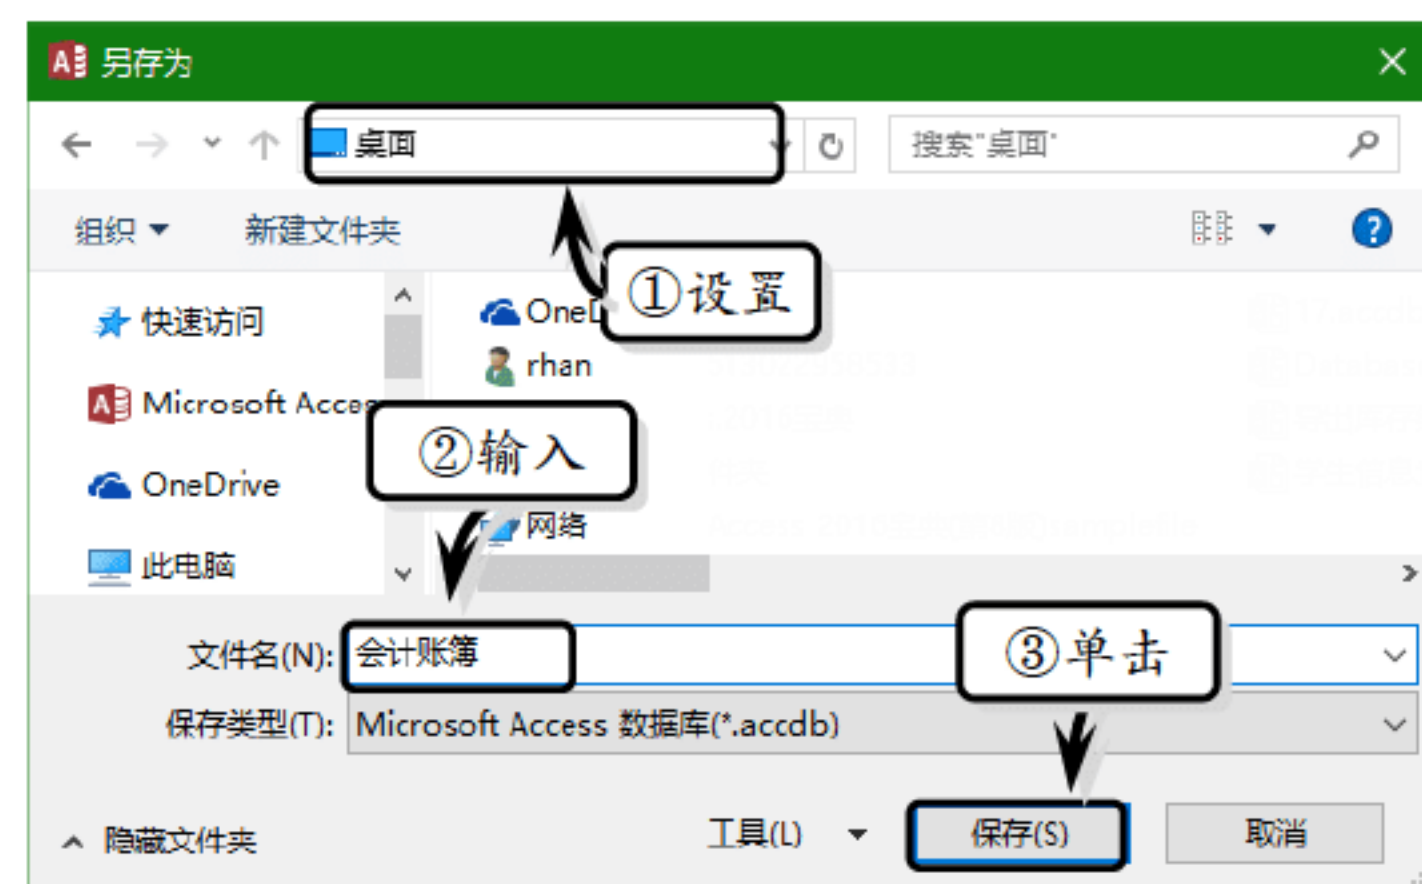 另存为
桌面
搜索"桌面"
组织
新建文件夹
①设置
快速访问
OneD
rhan
Microsoft Acces
②输入
OneDrive
网络
此电脑
文件名(N): 会计账簿
③单击
保存类型(T): Microsoft Access 数据库(*.accdb)
隐藏文件夹
工具(L)
保存(S)
取消